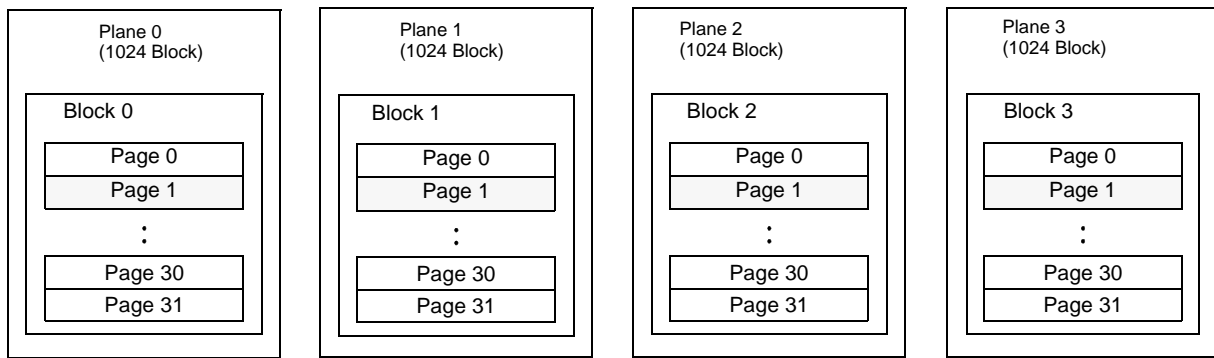 Plane 0
(1024 Block)
Block 0
Page 0
Page 1
Page 30
Page 31
Plane 1
(1024 Block)
Block 1
Page 0
Page 1
Page 30
Page 31
Plane 2
(1024 Block)
Block 2
Page 0
Page 1
Page 30
Page 31
Plane 3
(1024 Block)
Block 3
Page 0
Page 1
Page 30
Page 31